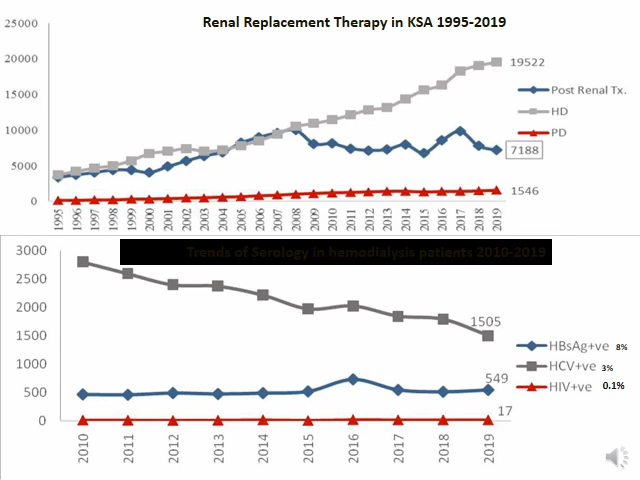 Renal Replacement Therapy in KSA 1995-2019
25000
20000
15000
10000
5000
0
19522
7188
1546
Post Renal Tx.
HD
PD
1995 1996 1997 1998 1999 2000 2001 2002 2003 2004 2005 2006 2007 2008 2009 2010 2011 2012 2013 2014 2015 2016 2017 2018 2019
Trends of Serology in hemodialysis patients 2010-2019
3000
2500
2000
1500
1000
500
0
1505
549
17
HBsAg+ve 8%
HCV+ve 3%
HIV+ve 0.1%
2010 2011 2012 2013 2014 2015 2016 2017 2018 2019